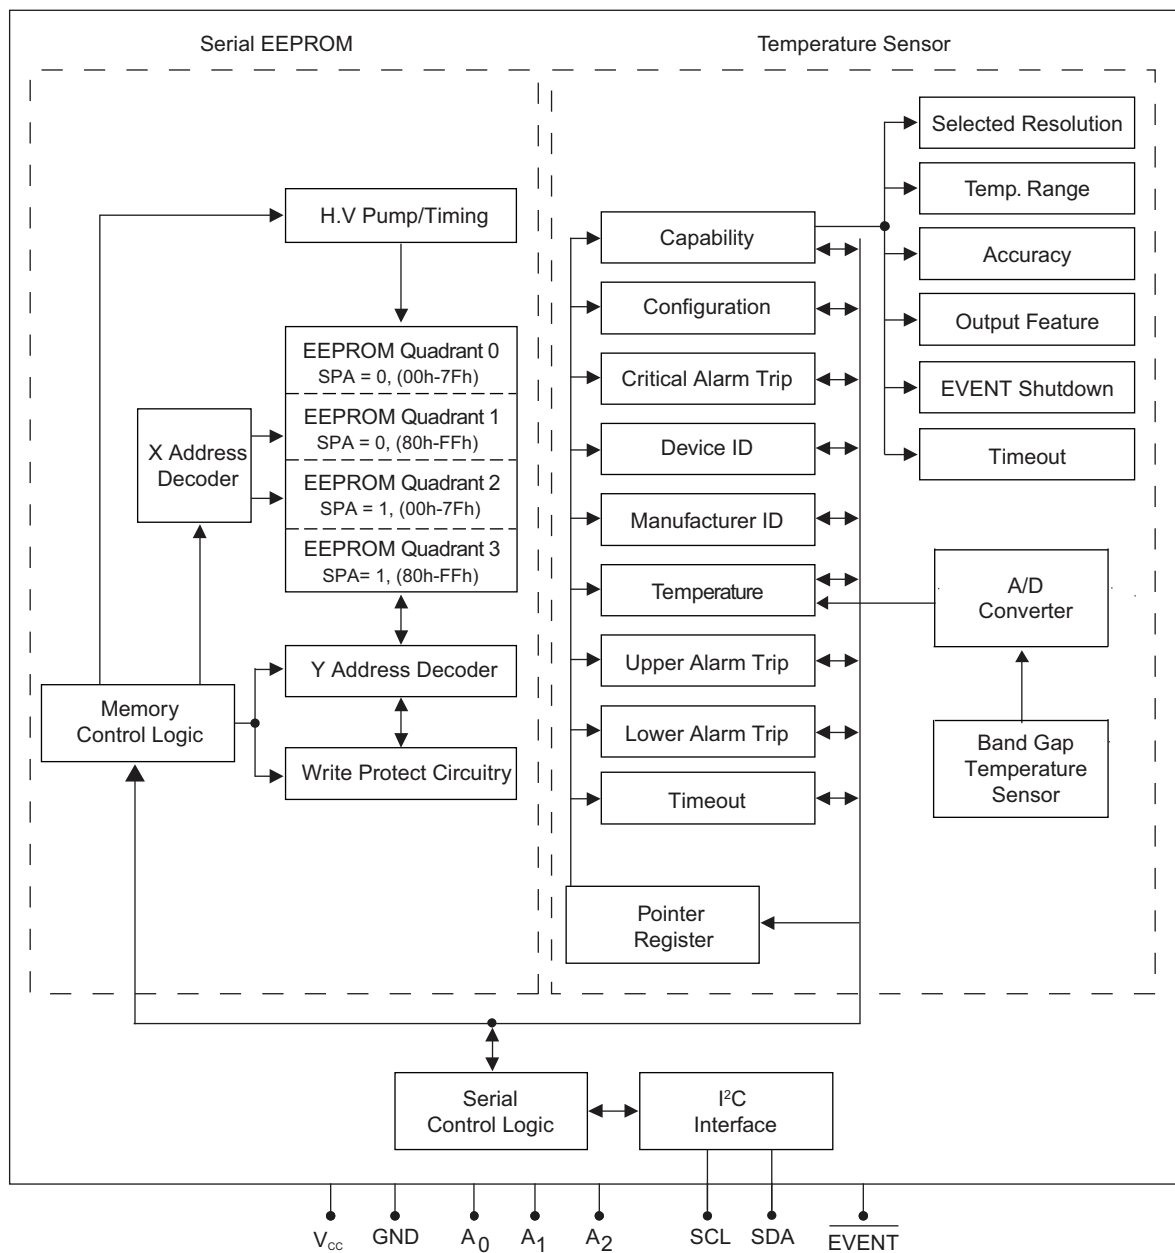 Serial EEPROM
Temperature Sensor
H.V Pump/Timing
EEPROM Quadrant 0
SPA = 0, (00h-7Fh)
EEPROM Quadrant 1
SPA = 0, (80h-FFh)
EEPROM Quadrant 2
SPA = 1, (00h-7Fh)
EEPROM Quadrant 3
SPA= 1, (80h-FFh)
X Address
Decoder
Y Address Decoder
Memory
Control Logic
Write Protect Circuitry
Capability
Configuration
Critical Alarm Trip
Device ID
Manufacturer ID
Temperature
Upper Alarm Trip
Lower Alarm Trip
Timeout
Pointer
Register
Selected Resolution
Temp. Range
Accuracy
Output Feature
EVENT Shutdown
Timeout
A/D
Converter
Band Gap
Temperature
Sensor
Serial
Control Logic
I²C
Interface
Vcc
GND
A0
A1
A2
SCL
SDA
EVENT